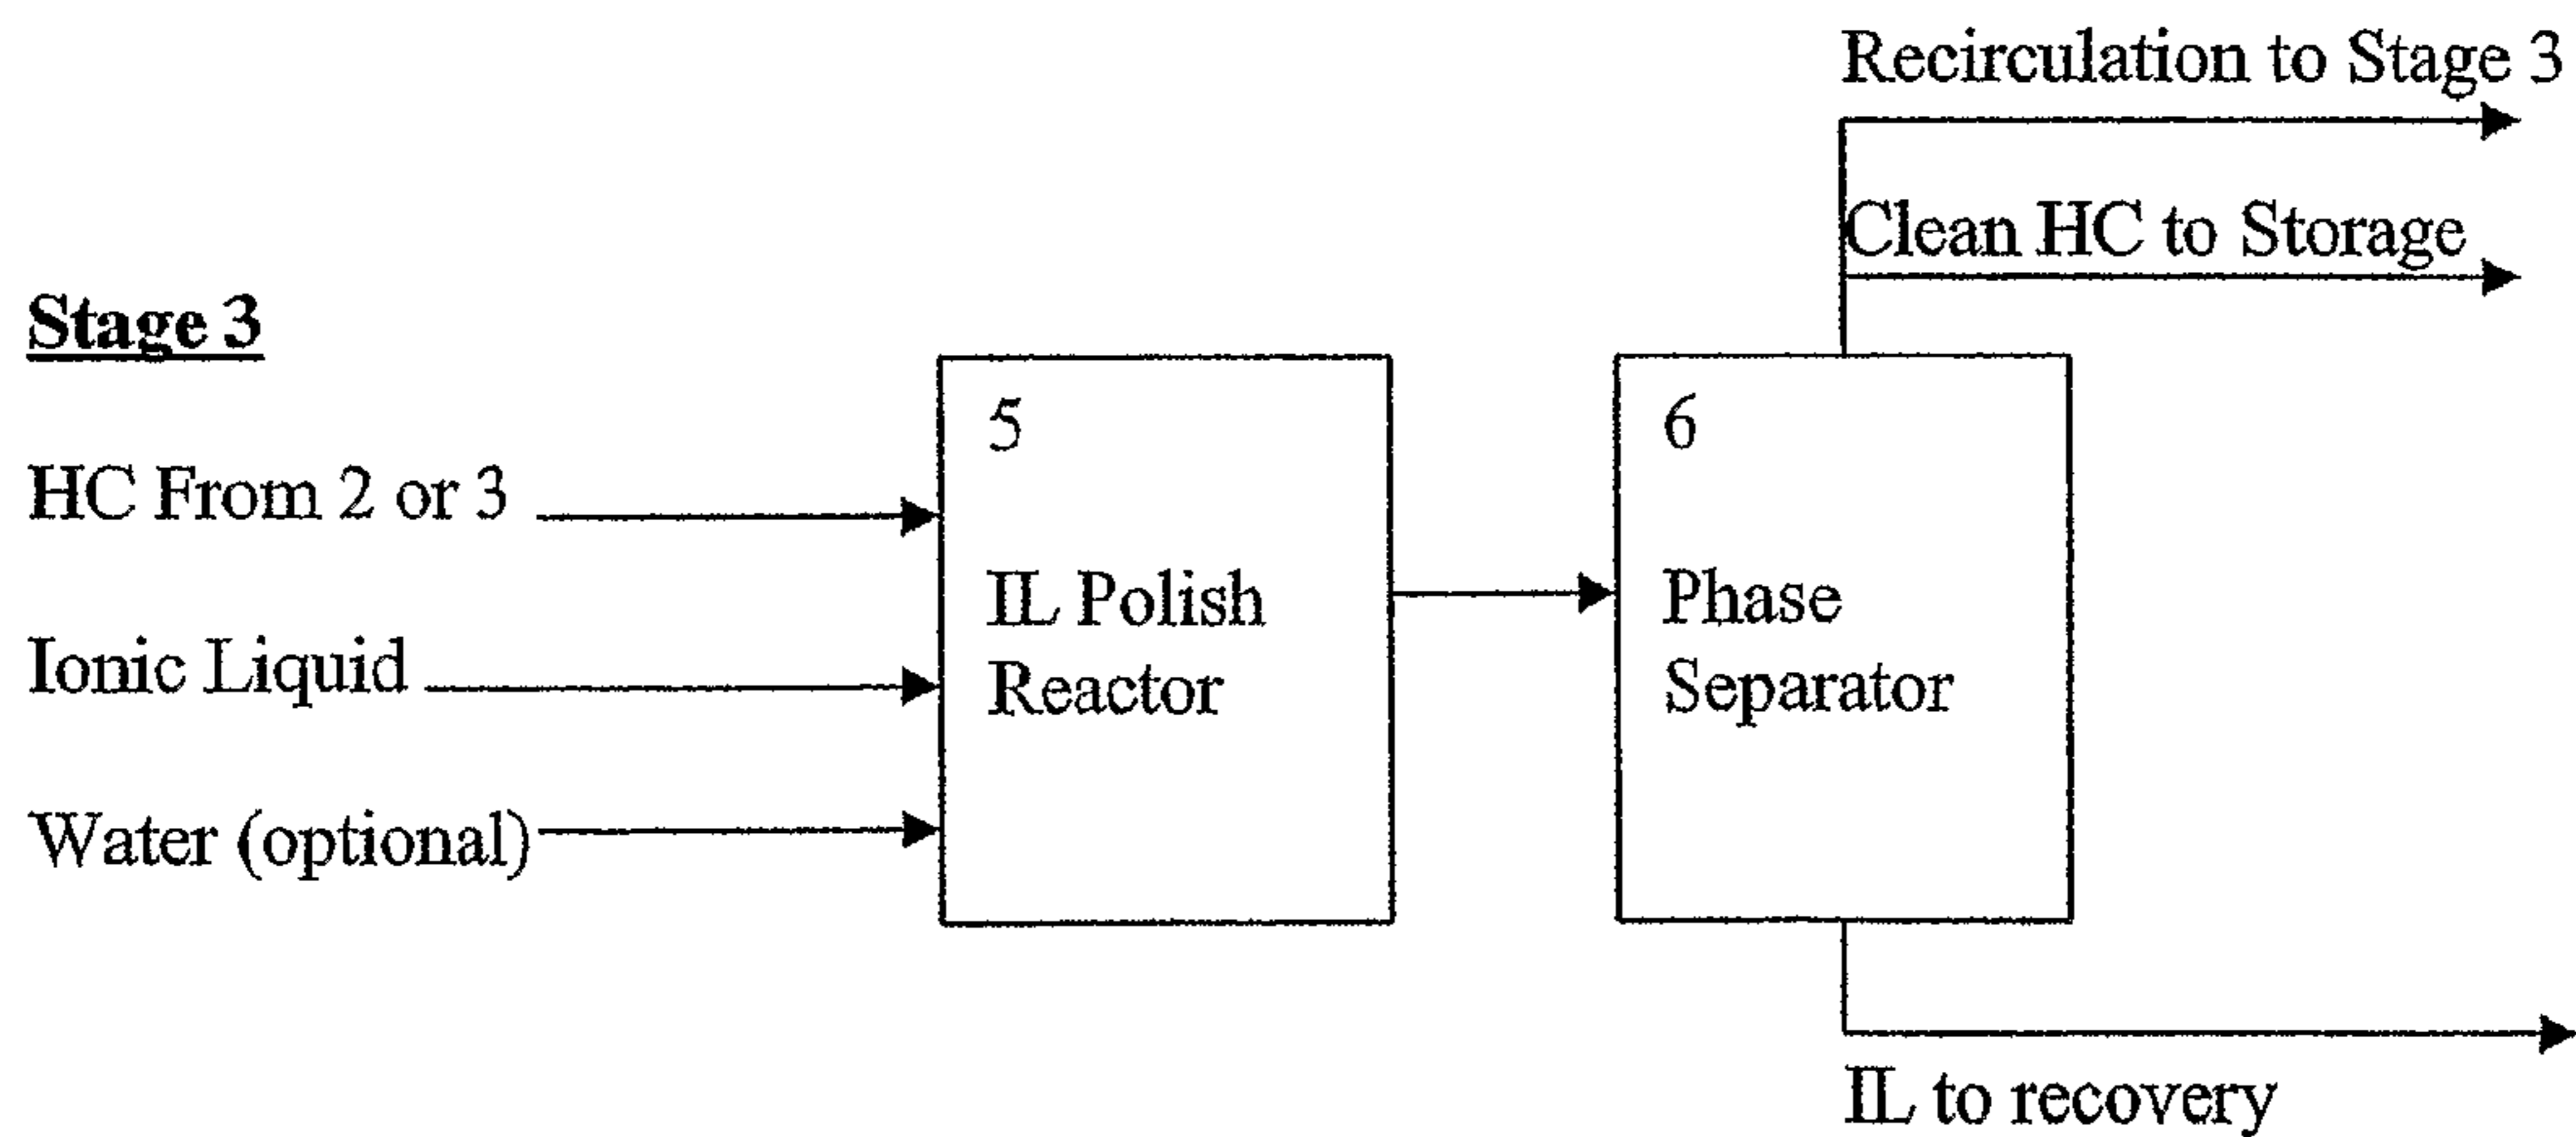 Recirculation to Stage 3
Clean HC to Storage
Stage 3
HC From 2 or 3
Ionic Liquid
Water (optional)
5
IL Polish
Reactor
6
Phase
Separator
IL to recovery